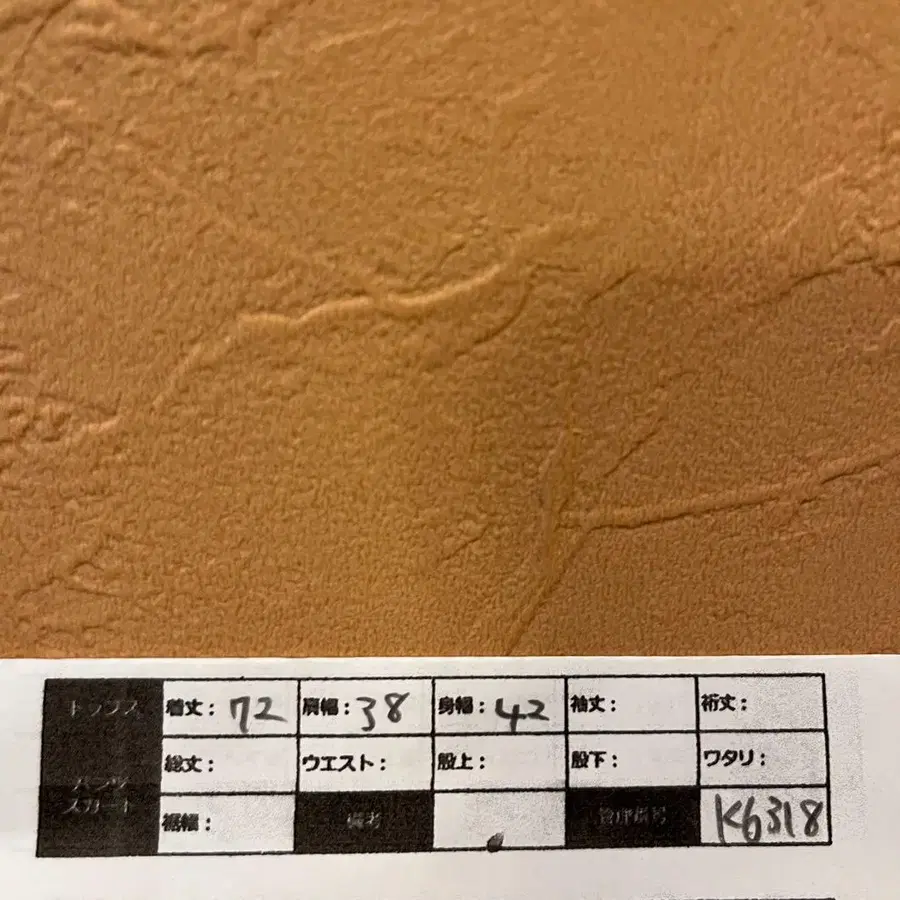 トップス 着丈: 72 肩幅: 38 身幅: 42 袖丈: 裄丈:
パンツ 総丈: ウエスト: 股上: 股下: ワタリ:
スカート 裾幅: 備考 管理番号 K6318